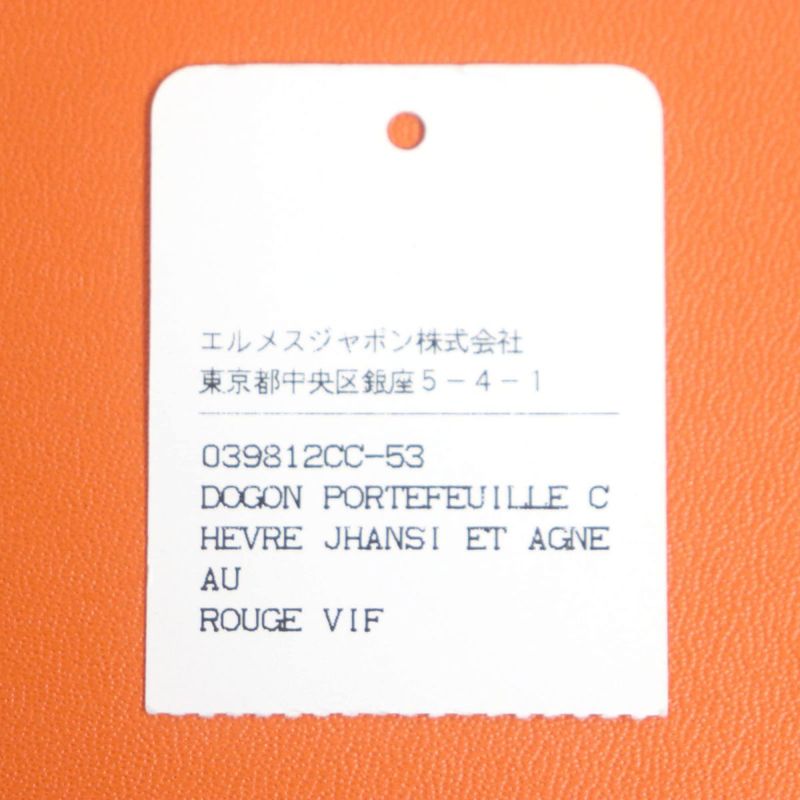 エルメスジャポン株式会社
東京都中央区銀座5-4-1
039812CC-53
DOGON PORTEFEUILLE C
HEVRE JHANSI ET AGNE
AU
ROUGE VIF